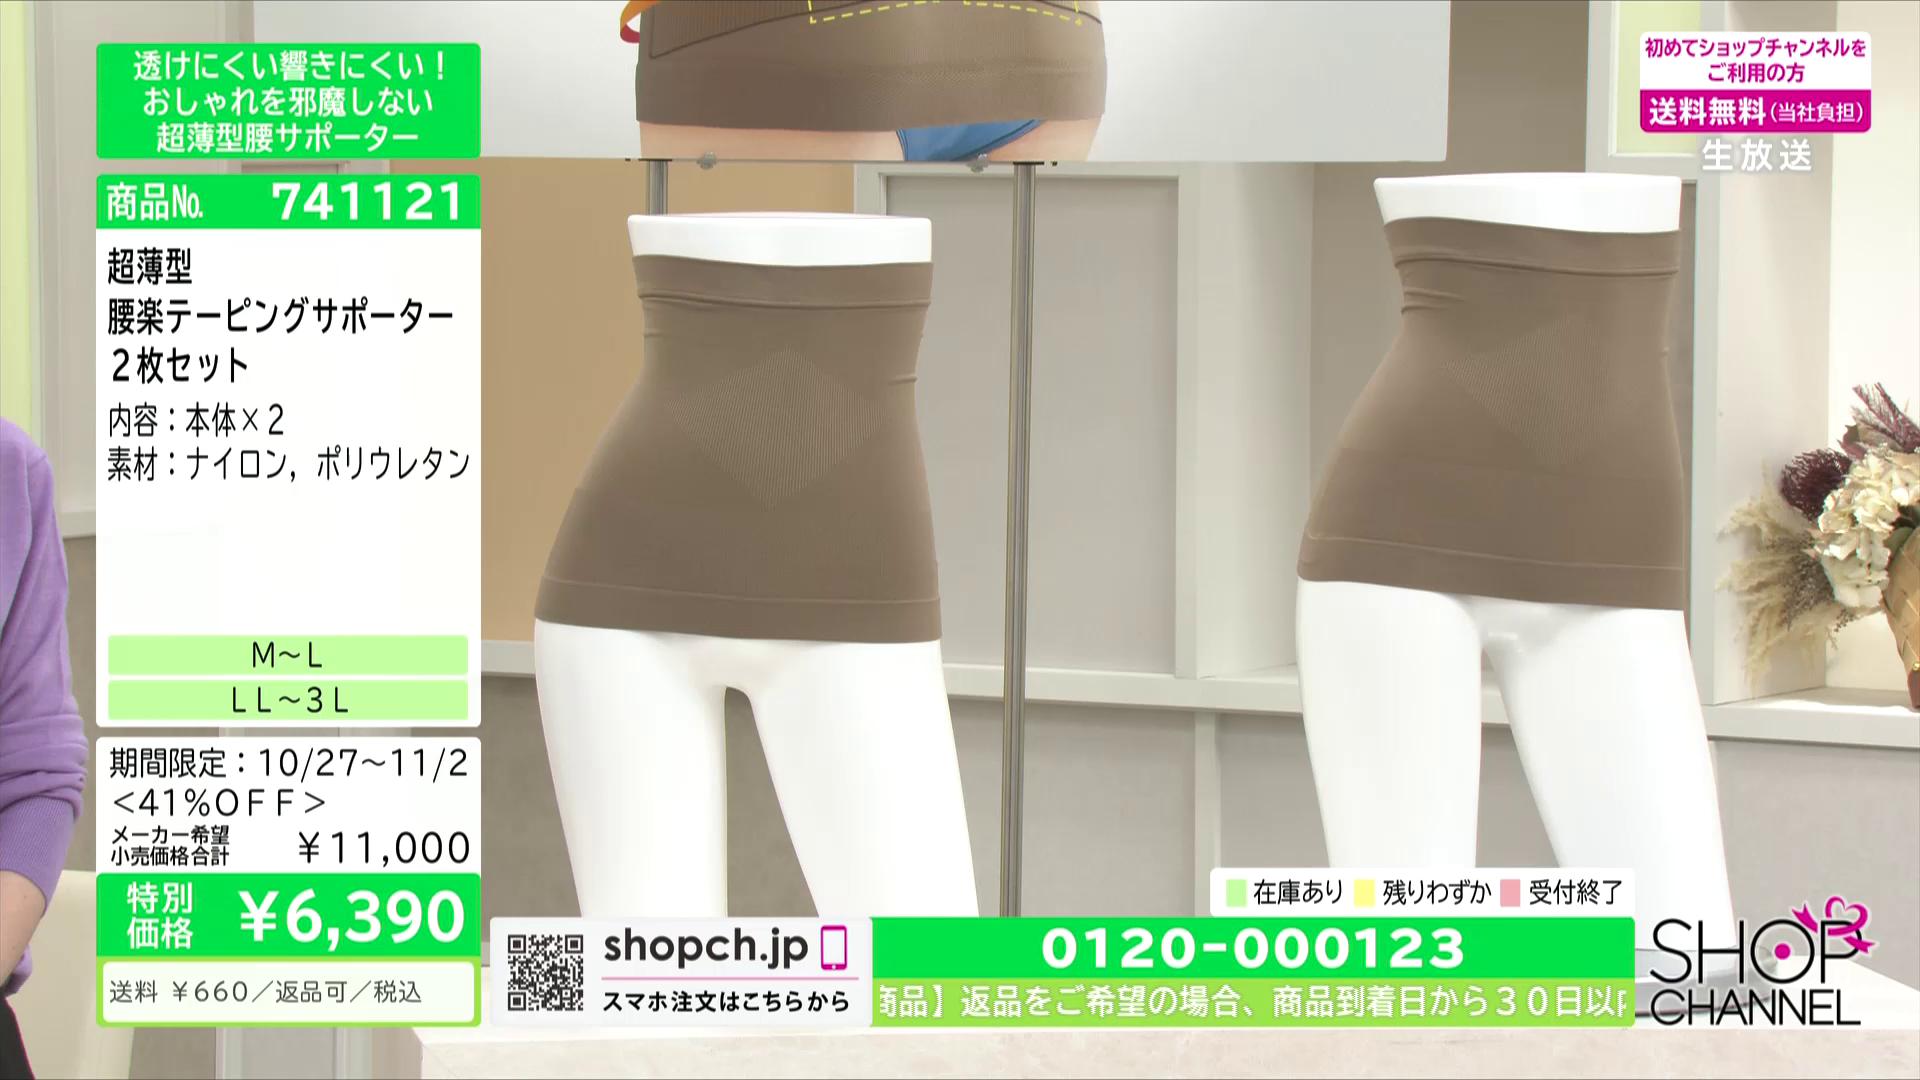 透けにくい響きにくい！
おしゃれを邪魔しない
超薄型腰サポーター
商品No. 741121
超薄型
腰楽テーピングサポーター
２枚セット
内容：本体×２
素材：ナイロン，ポリウレタン
Ｍ～Ｌ
ＬＬ～３Ｌ
期間限定：10/27～11/2
＜41％ＯＦＦ＞
メーカー希望
小売価格合計 ￥11,000
特別
価格 ￥6,390
送料 ￥660／返品可／税込
初めてショップチャンネルを
ご利用の方
送料無料(当社負担)
生放送
在庫あり 残りわずか 受付終了
shopch.jp
スマホ注文はこちらから
0120-000123
商品】返品をご希望の場合、商品到着日から３０日以内
SHOP
CHANNEL